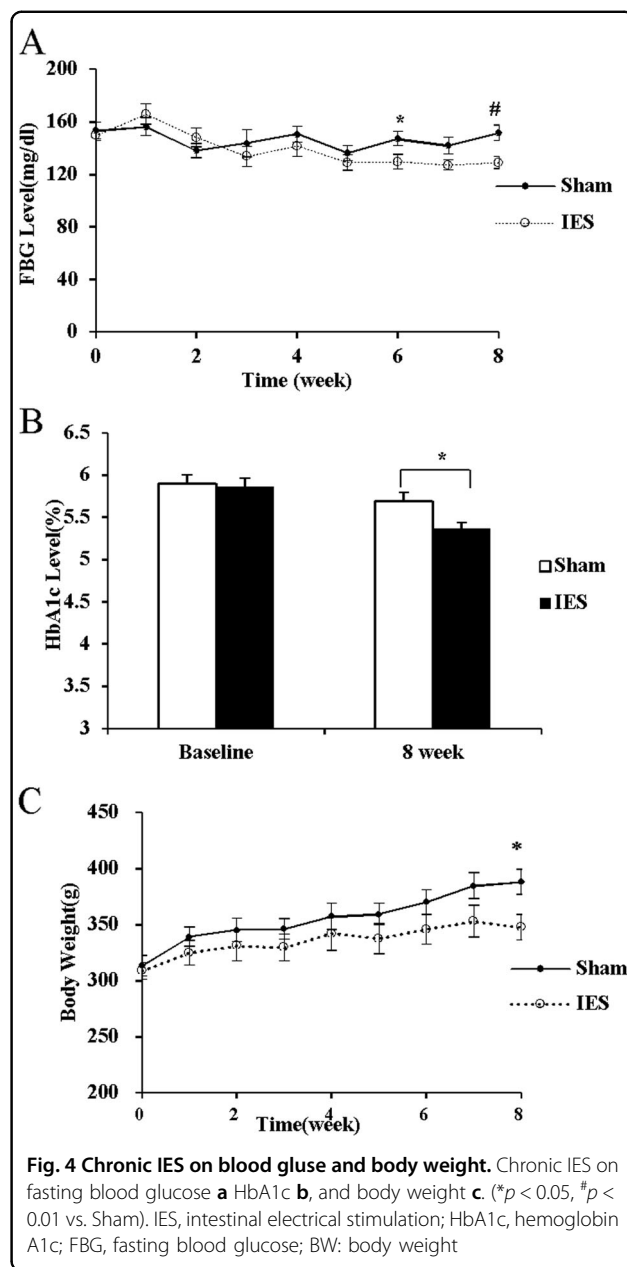 A
200
160
120
80
40
0
FBG Level(mg/dl)
*
#
Sham
IES
0 2 4 6 8
Time (week)
B
6.5
6
5.5
5
4.5
4
3.5
3
HbA1c Level(%)
*
Sham
IES
Baseline 8 week
C
450
400
350
300
250
200
Body Weight(g)
*
Sham
IES
0 2 4 6 8
Time(week)
Fig. 4 Chronic IES on blood gluse and body weight. Chronic IES on
fasting blood glucose a HbA1c b, and body weight c. (*p < 0.05, #p <
0.01 vs. Sham). IES, intestinal electrical stimulation; HbA1c, hemoglobin
A1c; FBG, fasting blood glucose; BW: body weight